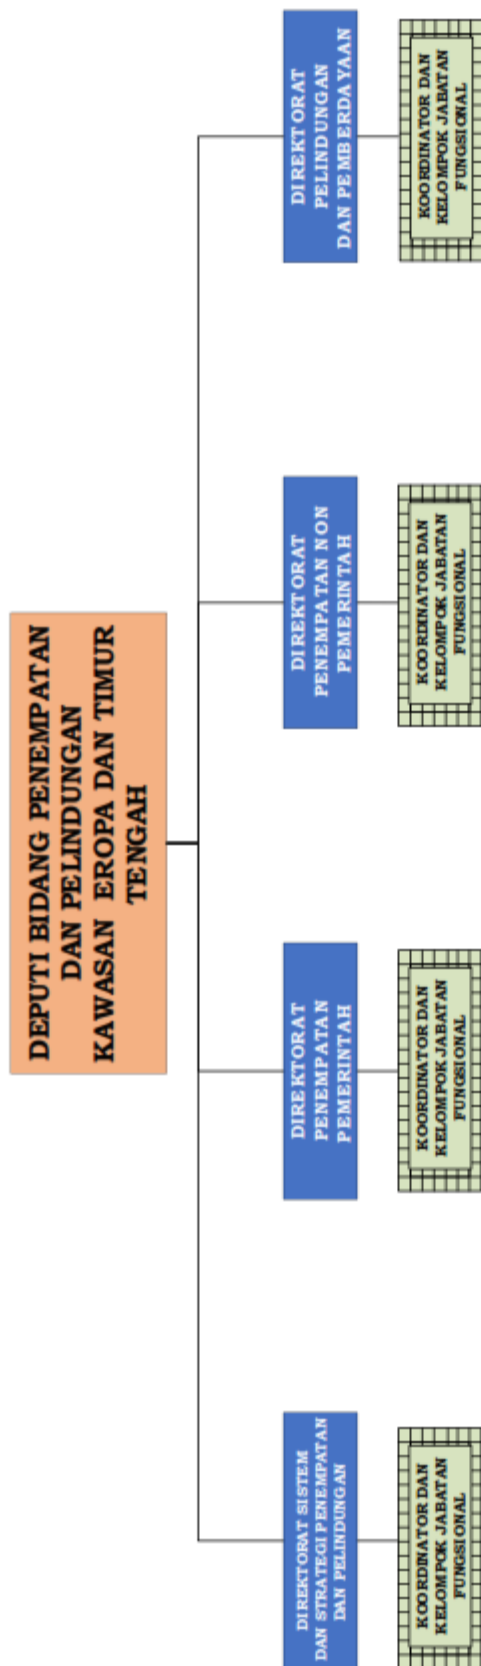 DEPUTI BIDANG PENEMPATAN
DAN PELINDUNGAN
KAWASAN EROPA DAN TIMUR
TENGAH
DIREKTORAT SISTEM
DAN STRATEGI PENEMPATAN
DAN PELINDUNGAN
DIREKTORAT
PENEMPATAN
PEMERINTAH
DIREKTORAT
PENEMPATAN NON
PEMERINTAH
DIREKTORAT
PELINDUNGAN
DAN PEMBERDAYAAN
KOORDINATOR DAN
KELOMPOK JABATAN
FUNGSIONAL
KOORDINATOR DAN
KELOMPOK JABATAN
FUNGSIONAL
KOORDINATOR DAN
KELOMPOK JABATAN
FUNGSIONAL
KOORDINATOR DAN
KELOMPOK JABATAN
FUNGSIONAL